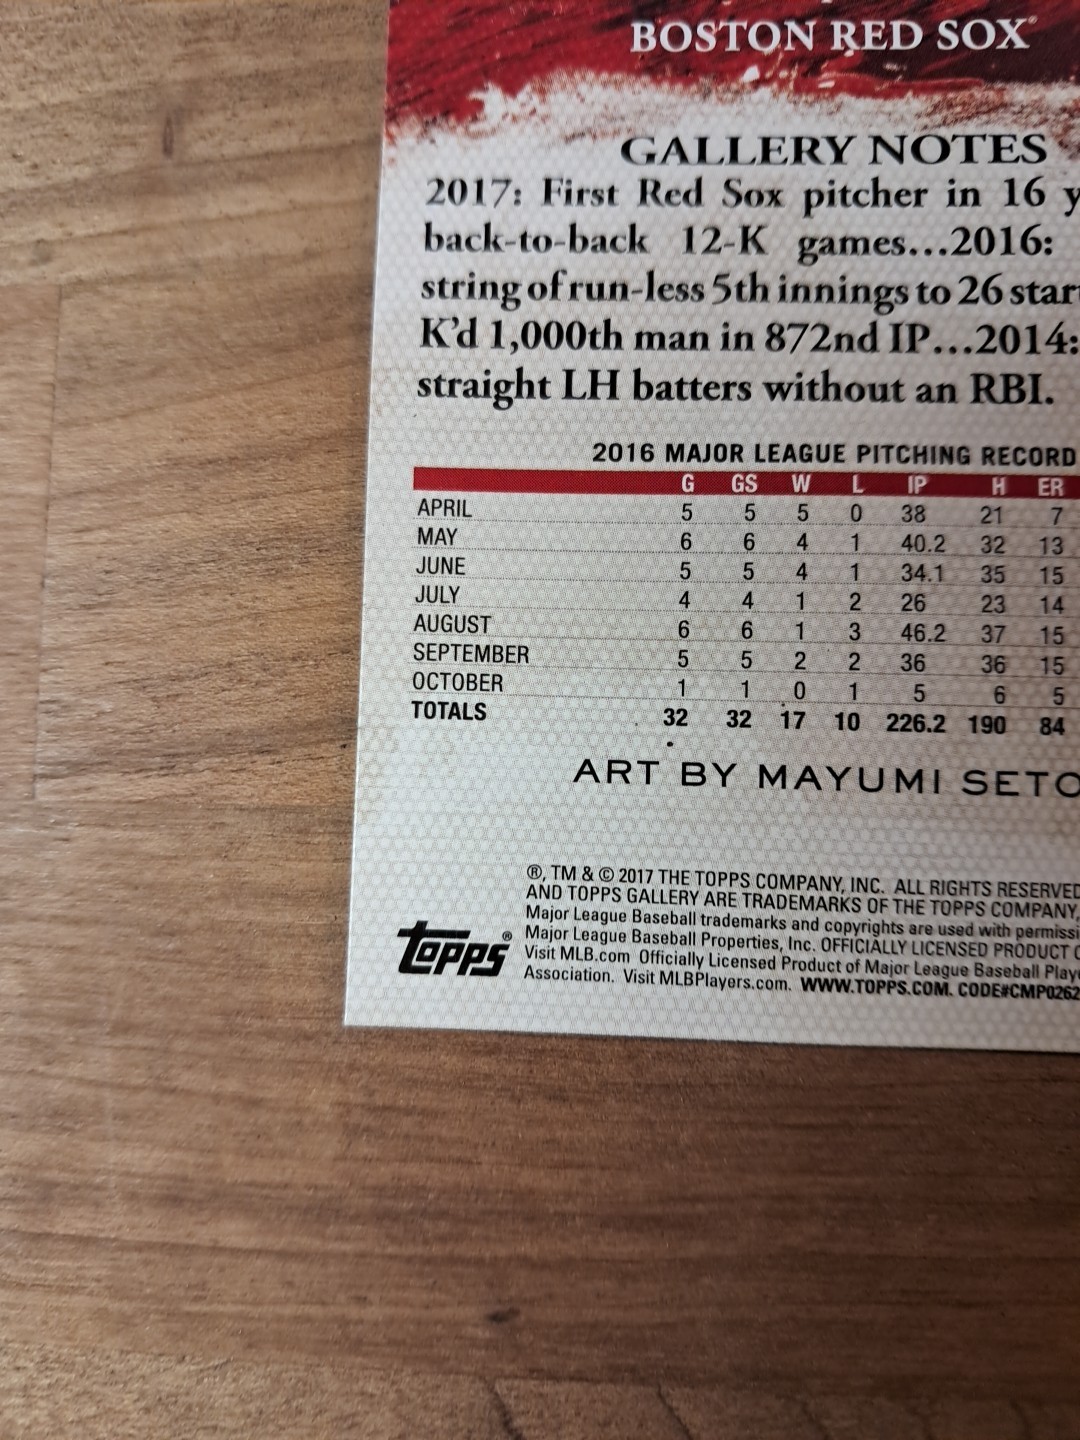 BOSTON RED SOX®
GALLERY NOTES
2017: First Red Sox pitcher in 16
back-to-back 12-K games...2016:
string of run-less 5th innings to 26
K'd 1,000th man in 872nd IP...2014:
straight LH batters without an RBI.
2016 MAJOR LEAGUE PITCHING RECORD
G GS W L IP H ER
APRIL 5 5 5 0 38 21 7
MAY 6 6 4 1 40.2 32 13
JUNE 5 5 4 1 34.1 35 15
JULY 4 4 1 2 26 23 14
AUGUST 6 6 1 3 46.2 37 15
SEPTEMBER 5 5 2 2 36 36 15
OCTOBER 1 1 0 1 5 6 5
TOTALS 32 32 17 10 226.2 190 84
ART BY MAYUMI SETO
®, TM & © 2017 THE TOPPS COMPANY, INC. ALL RIGHTS RESERVED
AND TOPPS GALLERY ARE TRADEMARKS OF THE TOPPS COMPANY,
Major League Baseball trademarks and copyrights are used with
Major League Baseball Properties, Inc. OFFICIALLY LICENSED PRODUCT
Visit MLB.com Officially Licensed Product of Major League Baseball
Association. Visit MLBPlayers.com. WWW.TOPPS.COM. CODE#CMP0262
Topps®